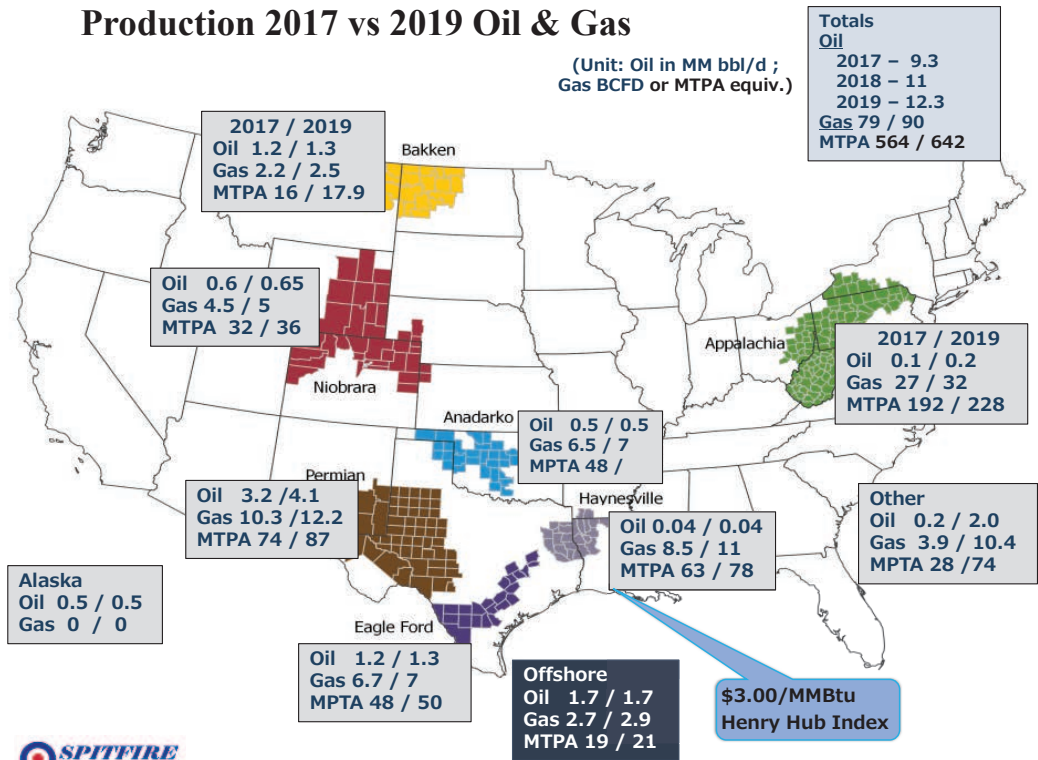 Production 2017 vs 2019 Oil & Gas
(Unit: Oil in MM bbl/d ;
Gas BCFD or MTPA equiv.)
Totals
Oil
2017 – 9.3
2018 – 11
2019 – 12.3
Gas 79 / 90
MTPA 564 / 642
2017 / 2019
Oil 1.2 / 1.3
Gas 2.2 / 2.5
MTPA 16 / 17.9
Bakken
Oil 0.6 / 0.65
Gas 4.5 / 5
MTPA 32 / 36
Niobrara
Appalachia
2017 / 2019
Oil 0.1 / 0.2
Gas 27 / 32
MTPA 192 / 228
Anadarko
Oil 0.5 / 0.5
Gas 6.5 / 7
MPTA 48 /
Permian
Oil 3.2 /4.1
Gas 10.3 /12.2
MTPA 74 / 87
Haynesville
Oil 0.04 / 0.04
Gas 8.5 / 11
MTPA 63 / 78
Other
Oil 0.2 / 2.0
Gas 3.9 / 10.4
MPTA 28 /74
Alaska
Oil 0.5 / 0.5
Gas 0 / 0
Eagle Ford
Oil 1.2 / 1.3
Gas 6.7 / 7
MPTA 48 / 50
Offshore
Oil 1.7 / 1.7
Gas 2.7 / 2.9
MTPA 19 / 21
$3.00/MMBtu
Henry Hub Index
SPITFIRE